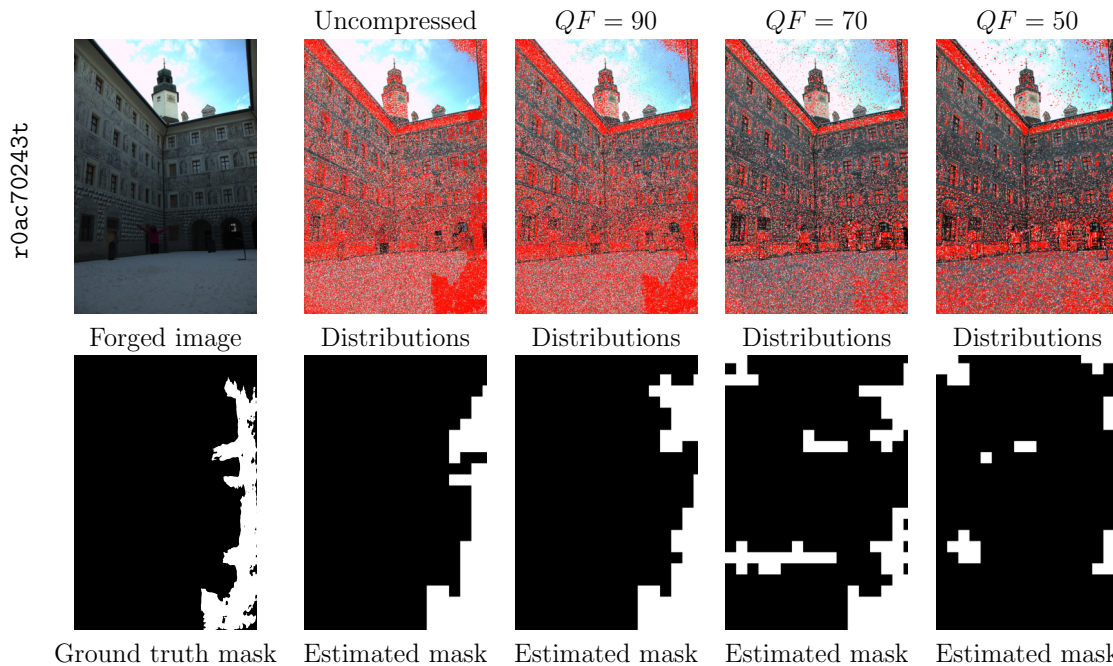 Uncompressed QF = 90 QF = 70 QF = 50
r0ac70243t
Forged image Distributions Distributions Distributions Distributions
Ground truth mask Estimated mask Estimated mask Estimated mask Estimated mask